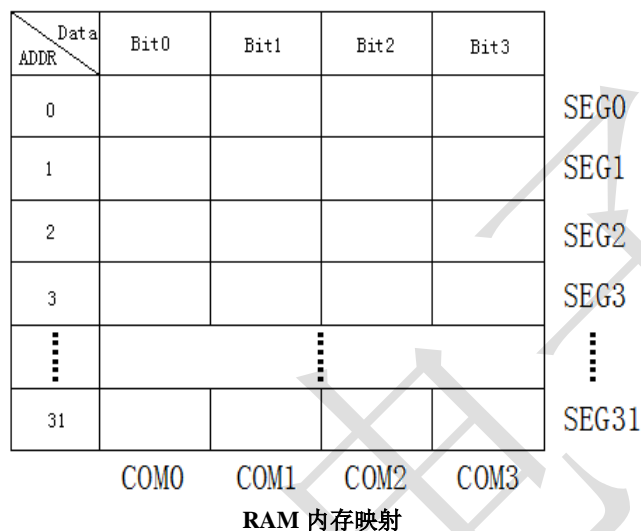 Data
ADDR Bit0 Bit1 Bit2 Bit3
0 SEG0
1 SEG1
2 SEG2
3 SEG3
31 SEG31
COM0 COM1 COM2 COM3
RAM 内存映射